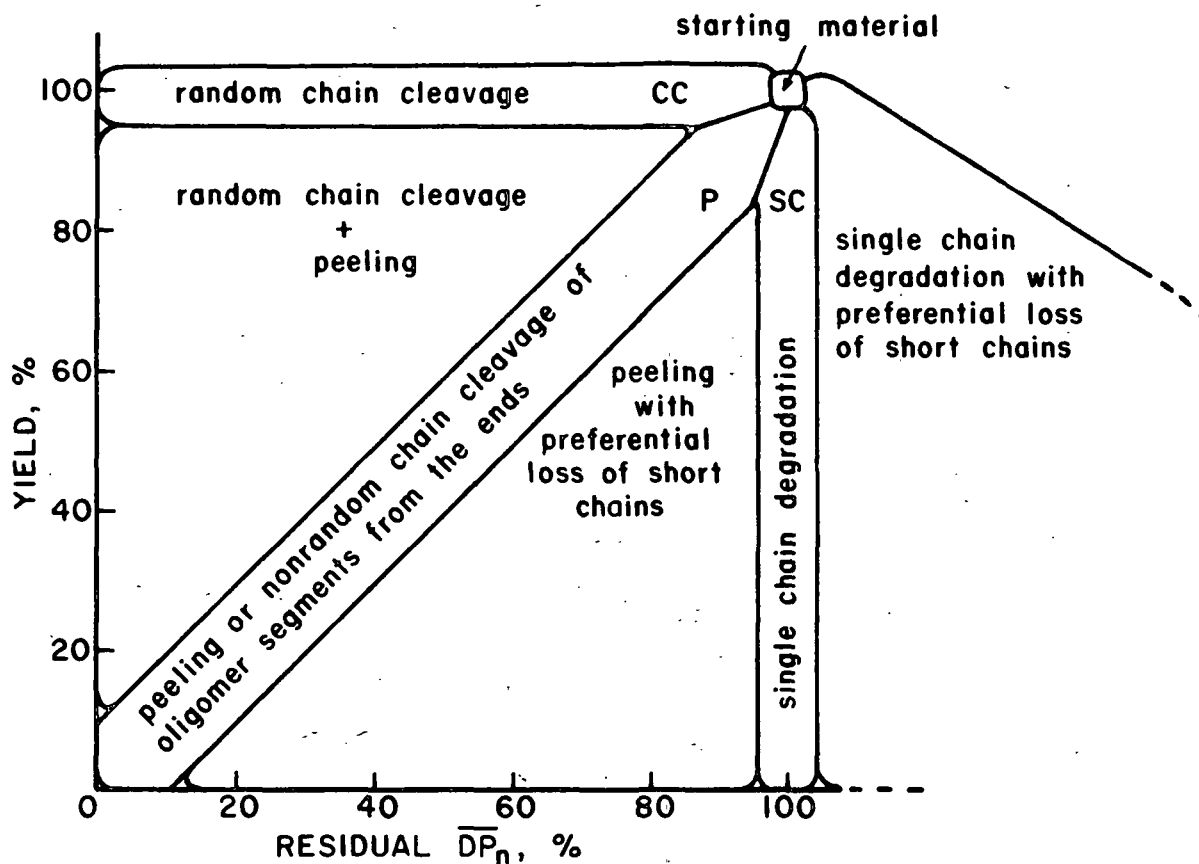 starting material
100
random chain cleavage CC
random chain cleavage
+
peeling
80
P SC
single chain
degradation with
preferential loss
of short chains
60
peeling or nonrandom chain cleavage of
oligomer segments from the ends
peeling
with
preferential
loss of short
chains
single chain degradation
YIELD, %
40
20
0 20 40 60 80 100
RESIDUAL D̅P̅n, %